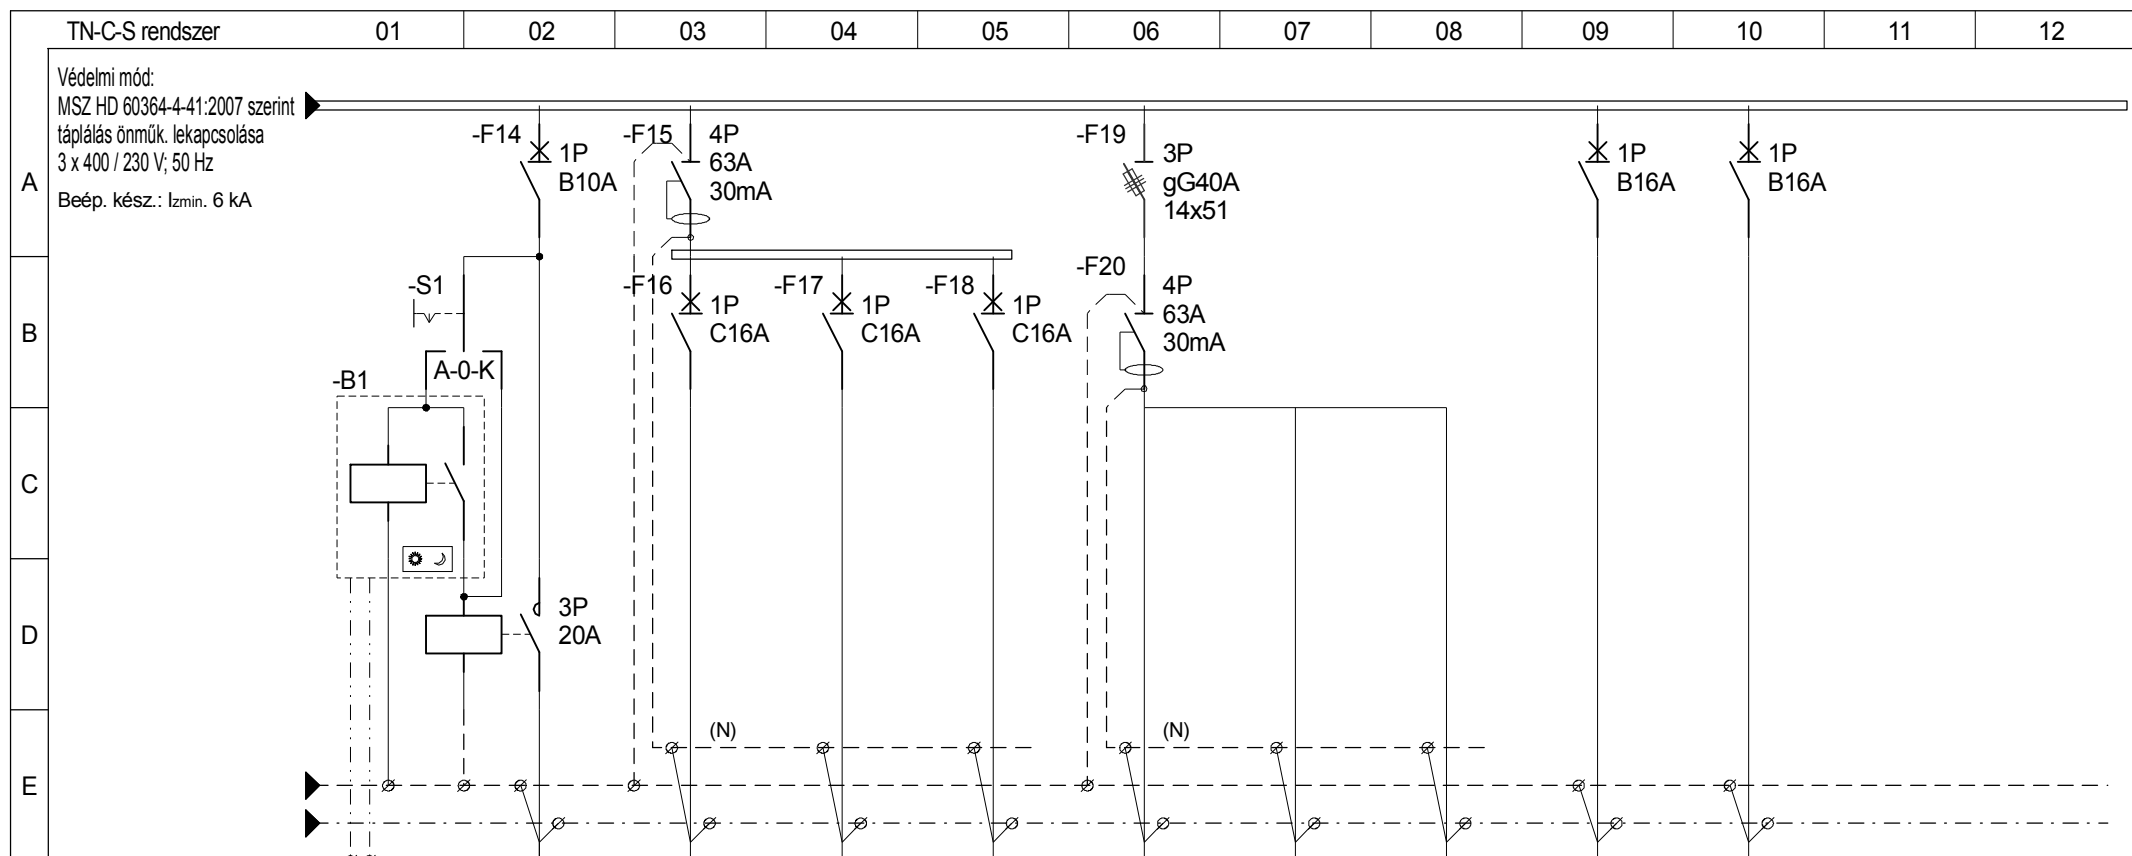 TN-C-S rendszer
01
02
03
04
05
06
07
08
09
10
11
12
Védelmi mód:
MSZ HD 60364-4-41:2007 szerint
táplálás önműk. lekapcsolása
3 x 400 / 230 V; 50 Hz
Beép. kész.: Izmin. 6 kA
A
B
C
D
E
-F14
1P
B10A
-F15
4P
63A
30mA
-F19
3P
gG40A
14x51
1P
B16A
1P
B16A
-S1
A-0-K
-B1
-F16
1P
C16A
-F17
1P
C16A
-F18
1P
C16A
-F20
4P
63A
30mA
3P
20A
(N)
(N)